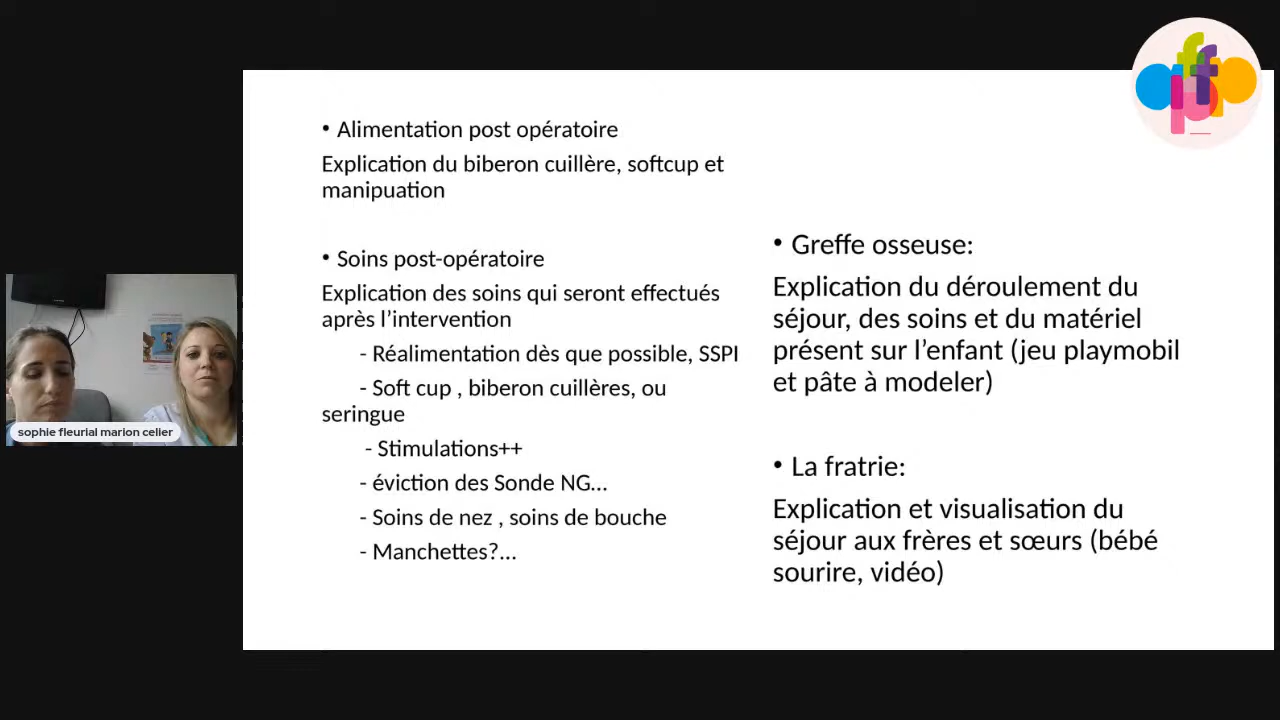 • Alimentation post opératoire
Explication du biberon cuillère, softcup et
manipuation
• Soins post-opératoire
Explication des soins qui seront effectués
après l’intervention
- Réalimentation dès que possible, SSPI
- Soft cup , biberon cuillères, ou
seringue
- Stimulations++
- éviction des Sonde NG...
- Soins de nez , soins de bouche
- Manchettes?...
• Greffe osseuse:
Explication du déroulement du
séjour, des soins et du matériel
présent sur l’enfant (jeu playmobil
et pâte à modeler)
• La fratrie:
Explication et visualisation du
séjour aux frères et sœurs (bébé
sourire, vidéo)
sophie fleurial marion celier